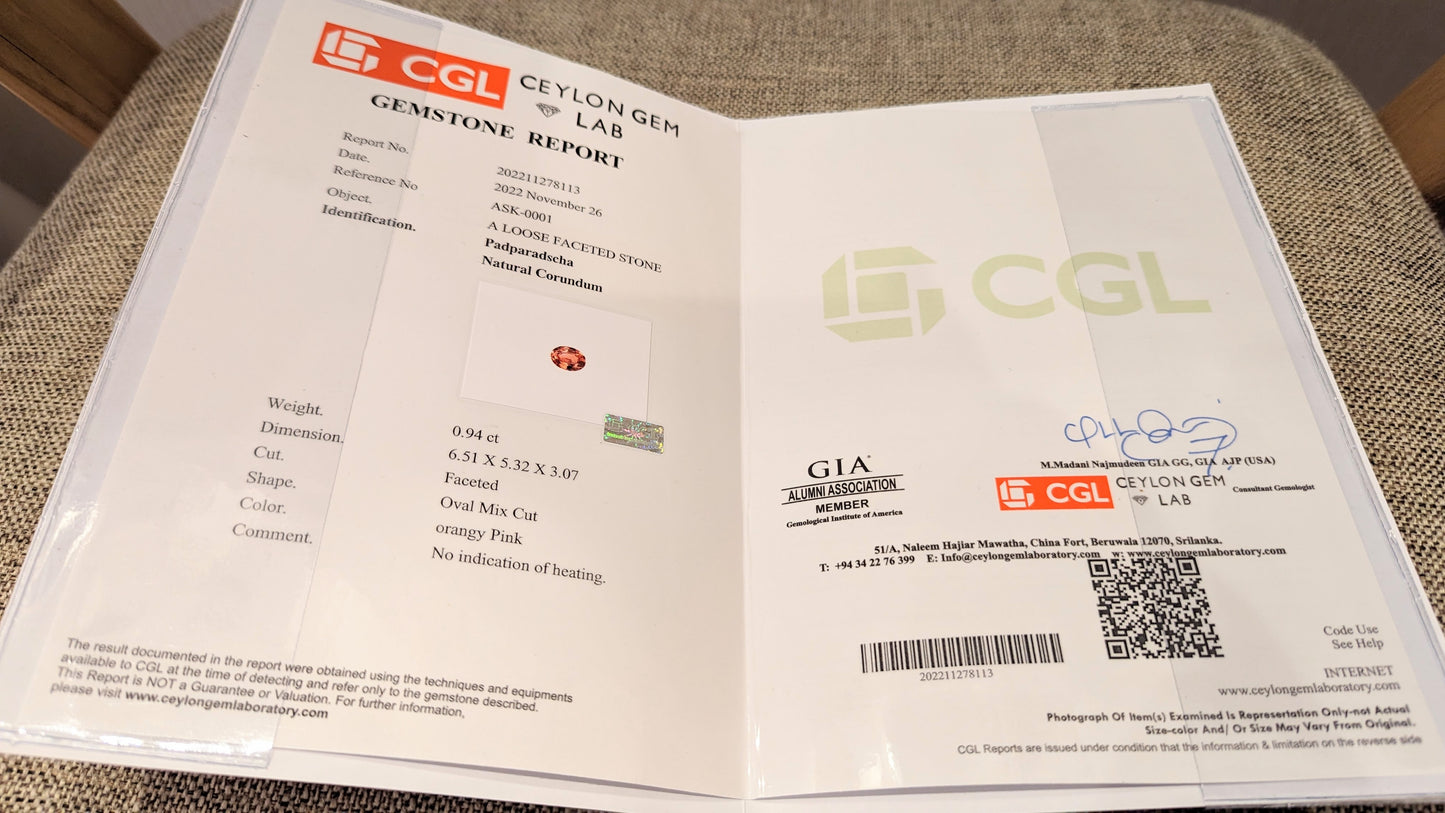 CGL CEYLON GEM
LAB
GEMSTONE REPORT
Report No. 202211278113
Date. 2022 November 26
Reference No ASK-0001
Object. A LOOSE FACETED STONE
Identification. Padparadscha
Natural Corundum
Weight. 0.94 ct
Dimension. 6.51 X 5.32 X 3.07
Cut. Faceted
Shape. Oval Mix Cut
Color. orangy Pink
Comment. No indication of heating.
The result documented in the report were obtained using the techniques and equipments
available to CGL at the time of detecting and refer only to the gemstone described.
This Report is NOT a Guarantee or Valuation. For further information,
please visit www.ceylongemlaboratory.com
CGL
M.Madani Najmudeen GIA GG, GIA AJP (USA)
GIA
ALUMNI ASSOCIATION
MEMBER
Gemological Institute of America
CGL CEYLON GEM
LAB
Consultant Gemologist
51/A, Naleem Hajiar Mawatha, China Fort, Beruwala 12070, Srilanka.
T: +94 34 22 76 399 E: Info@ceylongemlaboratory.com w: www.ceylongemlaboratory.com
202211278113
Code Use
See Help
INTERNET
www.ceylongemlaboratory.com
Photograph Of Item(s) Examined Is Represertation Only-not Actual
Size-color And/ Or Size May Vary From Original.
CGL Reports are issued under condition that the information & limitation on the reverse side